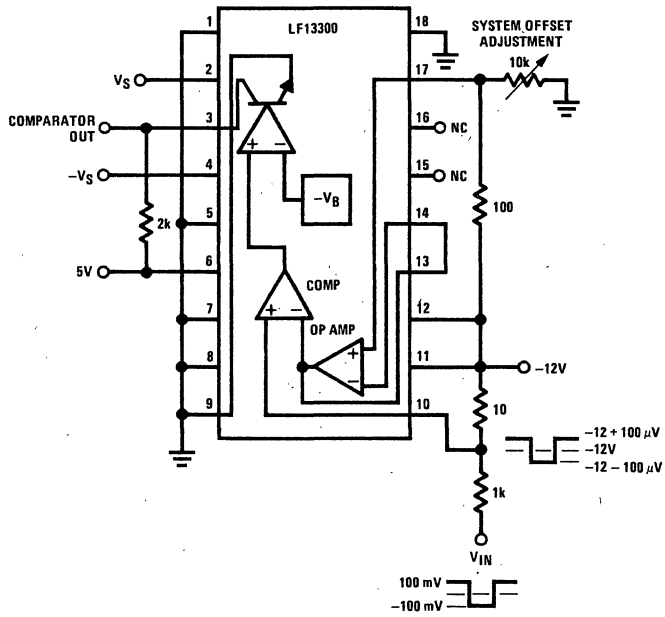 LF13300
1
2
3
4
5
6
7
8
9
18
17
16
15
14
13
12
11
10
VS
COMPARATOR
OUT
-VS
2k
5V
+ −
-VB
COMP
+ −
OP AMP
+
−
SYSTEM OFFSET
ADJUSTMENT
10k
NC
NC
100
-12V
10
-12 + 100 μV
-12V
-12 - 100 μV
1k
VIN
100 mV
-100 mV